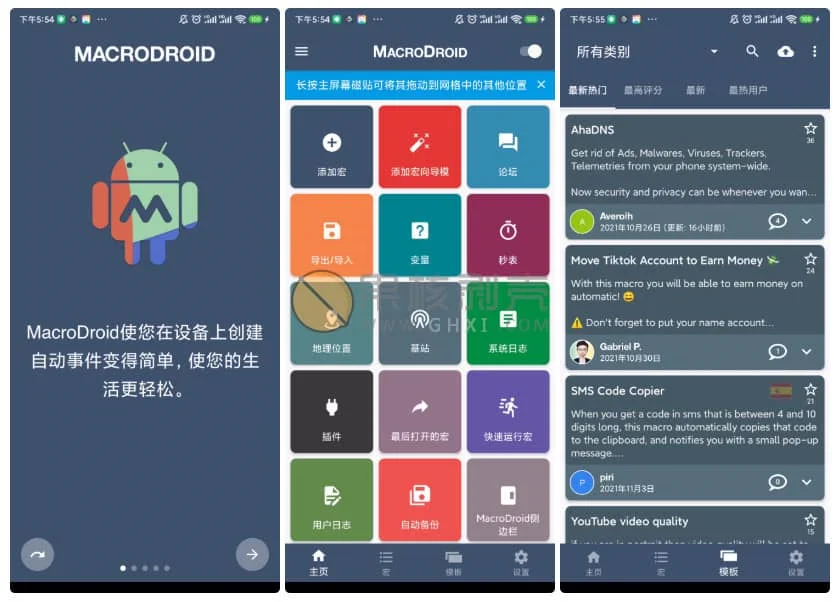 下午5:54
MACRODROID
MacroDroid使您在设备上创建
自动事件变得简单，使您的生
活更轻松。
下午5:54
MACRODROID
长按主屏幕磁贴可将其拖动到网格中的其他位置
添加宏
添加宏向导模
论坛
导出/导入
变量
秒表
地理位置
基站
系统日志
插件
最后打开的宏
快速运行宏
用户日志
自动备份
MacroDroid侧
边栏
主页
宏
模板
设置
WWW.GHXI.COM
下午5:55
所有类别
最新热门
最高评分
最新
最热用户
AhaDNS
36
Get rid of Ads, Malwares, Viruses, Trackers,
Telemetries from your phone system-wide.
Now security and privacy can be whenever you wan...
A
Averoih
2021年10月26日 (更新: 16小时前)
4
Move Tiktok Account to Earn Money
24
With this macro you will be able to earn money on
automatic!
Don't forget to put your name account...
Gabriel P.
2021年10月30日
1
SMS Code Copier
21
When you get a code in sms that is between 4 and 10
digits long, this macro automatically copies that code
to the clipboard, and notifies you with a small pop-up
message....
P
piri
2021年11月3日
0
YouTube video quality
15
主页
宏
模板
设置